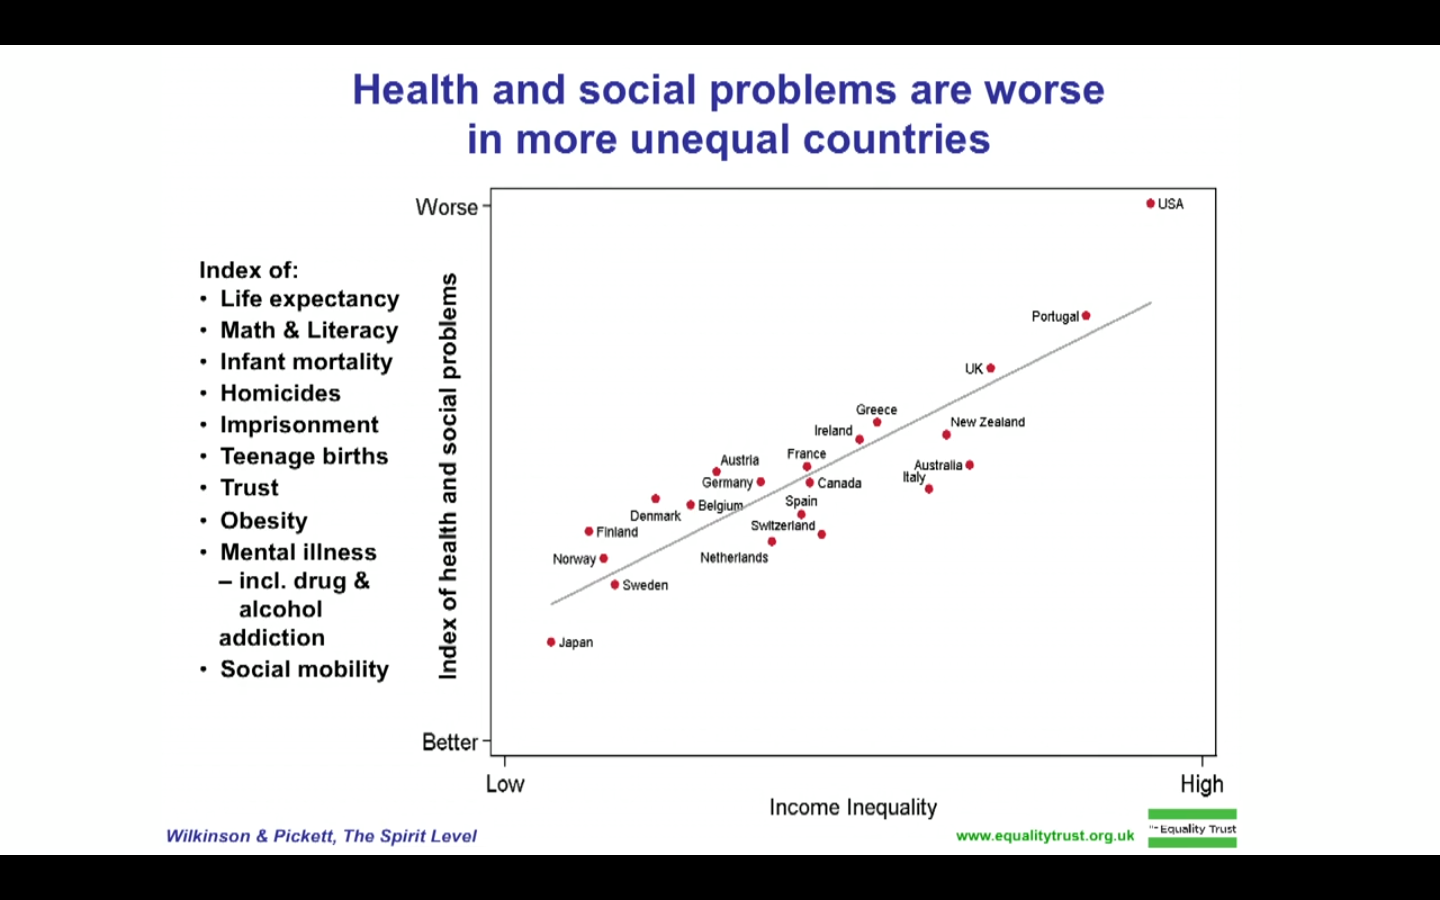 Health and social problems are worse
in more unequal countries
Index of:
• Life expectancy
• Math & Literacy
• Infant mortality
• Homicides
• Imprisonment
• Teenage births
• Trust
• Obesity
• Mental illness
– incl. drug &
alcohol
addiction
• Social mobility
Index of health and social problems
Worse
Better
USA
Portugal
UK
Greece
New Zealand
Ireland
France
Austria
Australia
Italy
Germany
Canada
Spain
Belgium
Denmark
Switzerland
Finland
Netherlands
Norway
Sweden
Japan
Low
High
Income Inequality
Wilkinson & Pickett, The Spirit Level
www.equalitytrust.org.uk
Equality Trust